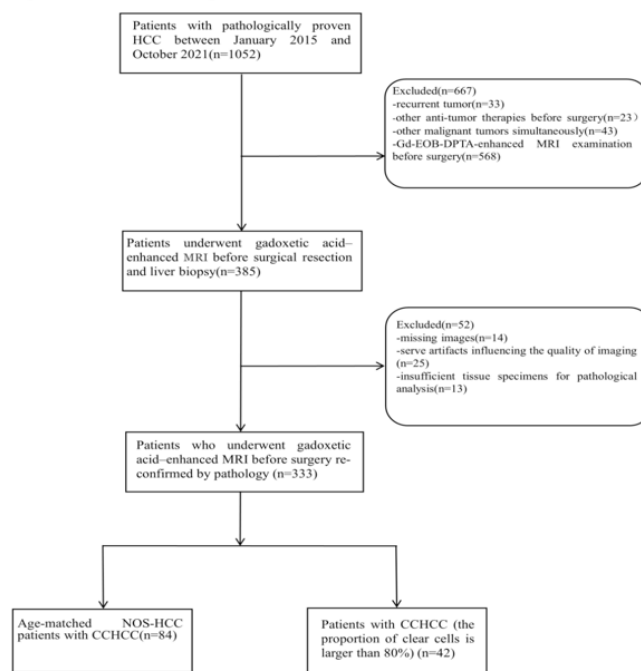 Patients with pathologically proven
HCC between January 2015 and
October 2021(n=1052)
Excluded(n=667)
-recurrent tumor(n=33)
-other anti-tumor therapies before surgery(n=23)
-other malignant tumors simultaneously(n=43)
-Gd-EOB-DPTA-enhanced MRI examination
before surgery(n=568)
Patients underwent gadoxetic acid–
enhanced MRI before surgical resection
and liver biopsy(n=385)
Excluded(n=52)
-missing images(n=14)
-serve artifacts influencing the quality of imaging
(n=25)
-insufficient tissue specimens for pathological
analysis(n=13)
Patients who underwent gadoxetic
acid–enhanced MRI before surgery re-
confirmed by pathology (n=333)
Age-matched NOS-HCC
patients with CCHCC(n=84)
Patients with CCHCC (the
proportion of clear cells is
larger than 80%) (n=42)